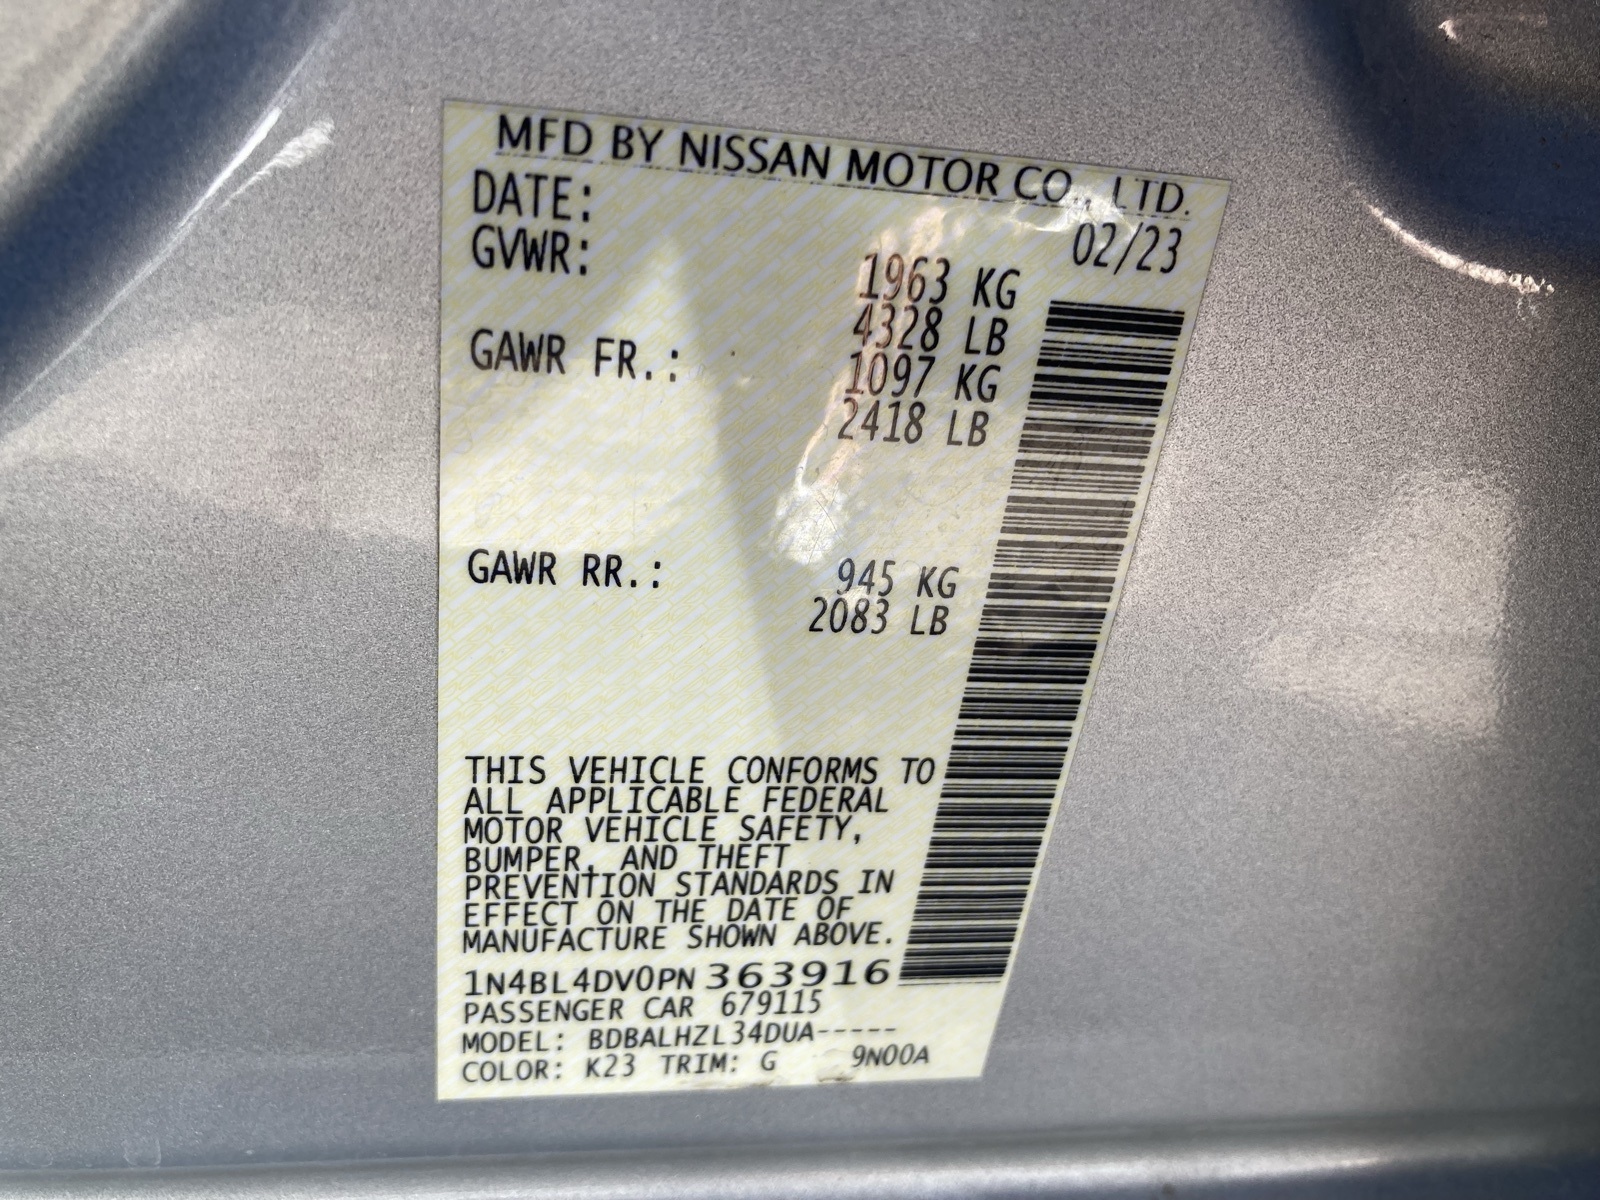 MFD BY NISSAN MOTOR CO., LTD.
DATE: 02/23
GVWR: 1963 KG
4328 LB
GAWR FR.: 1097 KG
2418 LB
GAWR RR.: 945 KG
2083 LB
THIS VEHICLE CONFORMS TO
ALL APPLICABLE FEDERAL
MOTOR VEHICLE SAFETY,
BUMPER, AND THEFT
PREVENTION STANDARDS IN
EFFECT ON THE DATE OF
MANUFACTURE SHOWN ABOVE.
1N4BL4DV0PN363916
PASSENGER CAR 679115
MODEL: BDBALHZL34DUA-----
COLOR: K23 TRIM: G 9N00A